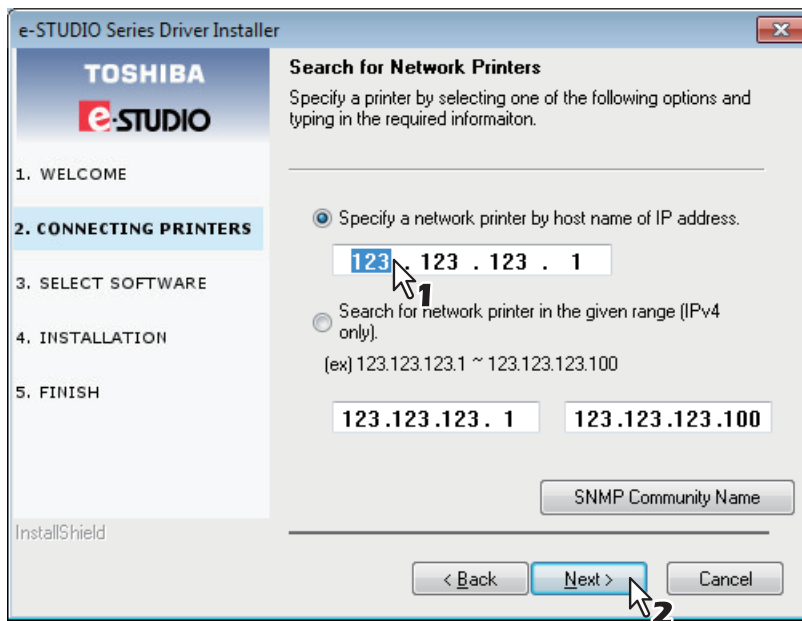 e-STUDIO Series Driver Installer
TOSHIBA
e-STUDIO
1. WELCOME
2. CONNECTING PRINTERS
3. SELECT SOFTWARE
4. INSTALLATION
5. FINISH
InstallShield
Search for Network Printers
Specify a printer by selecting one of the following options and
typing in the required informaiton.
Specify a network printer by host name of IP address.
123 . 123 . 123 . 1
1
Search for network printer in the given range (IPv4
only).
(ex) 123.123.123.1 ~ 123.123.123.100
123.123.123. 1 123.123.123.100
SNMP Community Name
< Back Next > Cancel
2